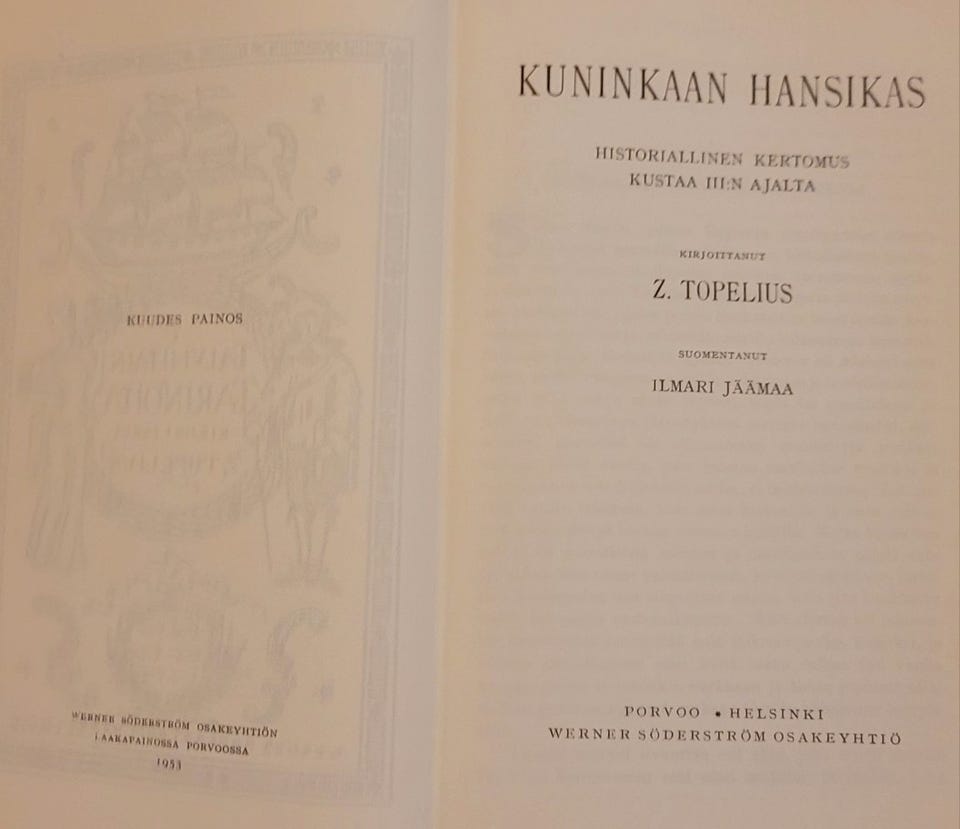 KUUDES PAINOS
WERNER SÖDERSTRÖM OSAKEYHTIÖN
LAAKAPAINOSSA PORVOOSSA
1953
KUNINKAAN HANSIKAS
HISTORIALLINEN KERTOMUS
KUSTAA III:N AJALTA
KIRJOITTANUT
Z. TOPELIUS
SUOMENTANUT
ILMARI JÄÄMAA
PORVOO • HELSINKI
WERNER SÖDERSTRÖM OSAKEYHTIÖ